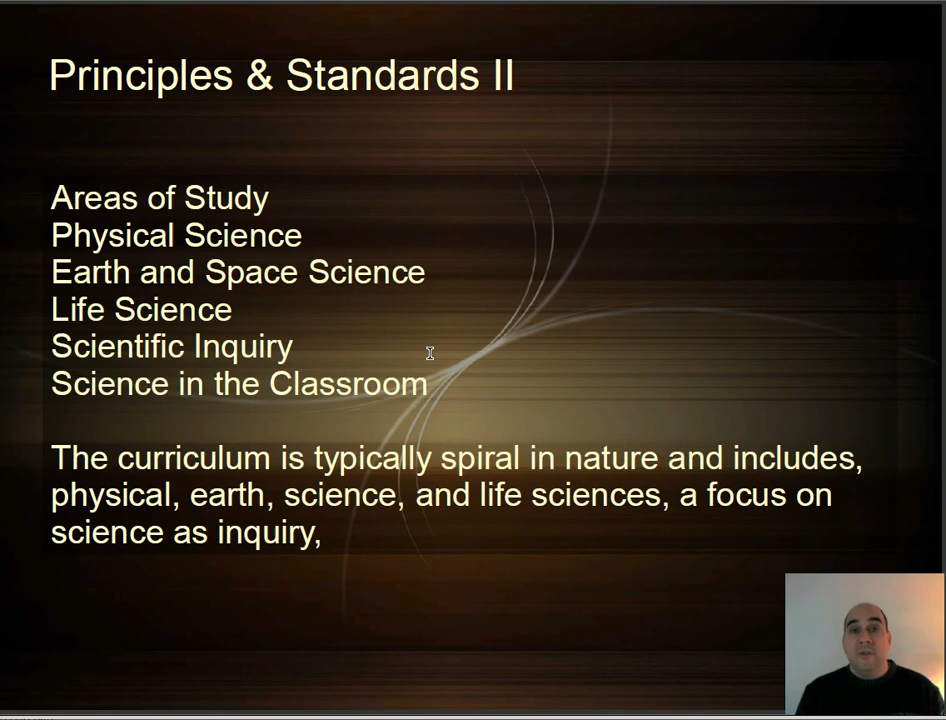 Principles & Standards II
Areas of Study
Physical Science
Earth and Space Science
Life Science
Scientific Inquiry
Science in the Classroom
The curriculum is typically spiral in nature and includes,
physical, earth, science, and life sciences, a focus on
science as inquiry,